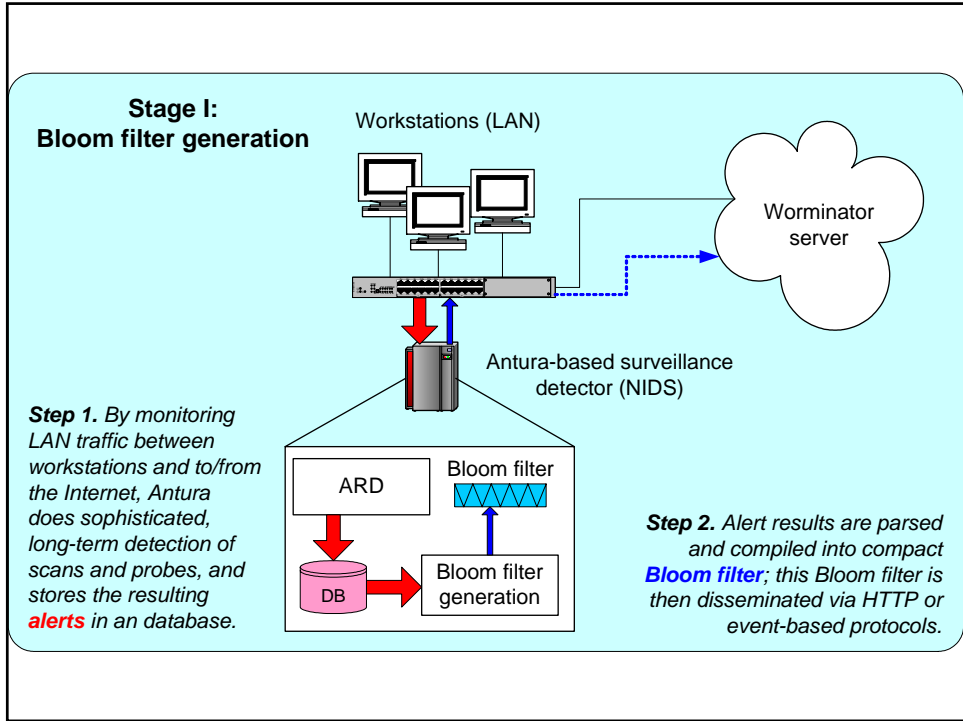 Stage I:
Bloom filter generation
Workstations (LAN)
Worminator
server
Antura-based surveillance
detector (NIDS)
Step 1. By monitoring
LAN traffic between
workstations and to/from
the Internet, Antura
does sophisticated,
long-term detection of
scans and probes, and
stores the resulting
alerts in an database.
ARD
Bloom filter
DB
Bloom filter
generation
Step 2. Alert results are parsed
and compiled into compact
Bloom filter; this Bloom filter is
then disseminated via HTTP or
event-based protocols.